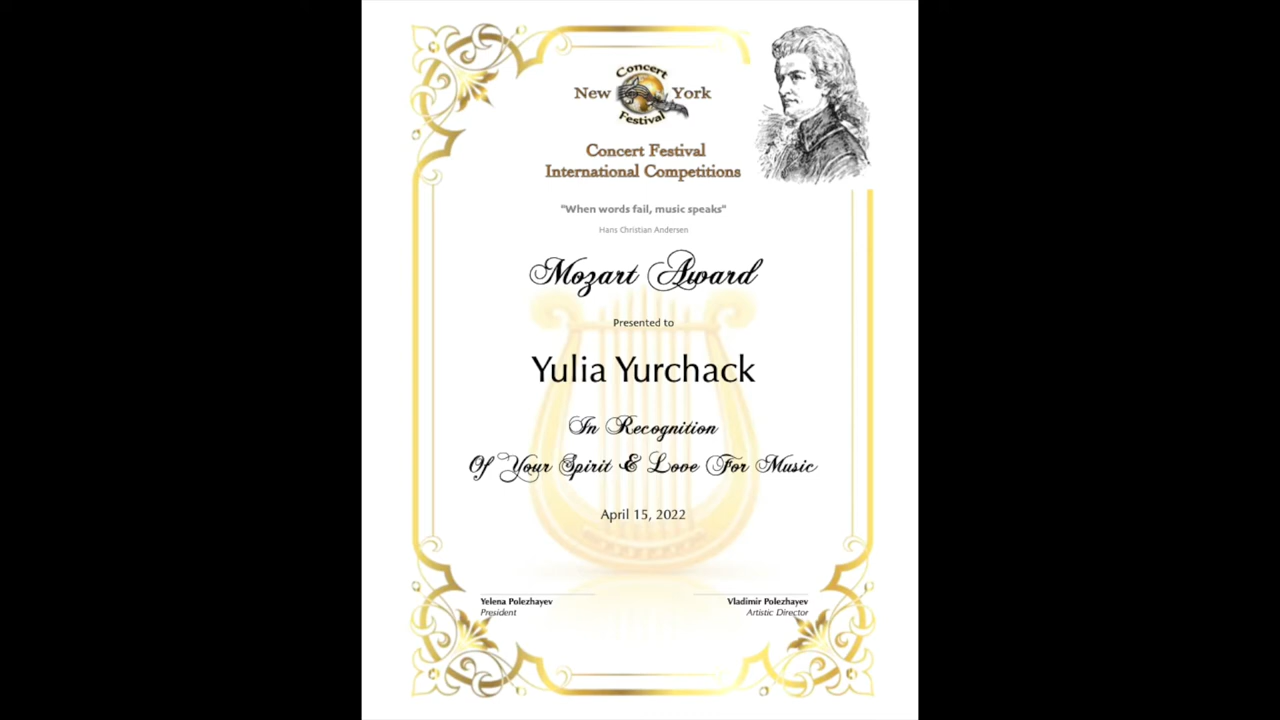 Concert
New York
Festival
Concert Festival
International Competitions
"When words fail, music speaks"
Hans Christian Andersen
Mozart Award
Presented to
Yulia Yurchack
In Recognition
Of Your Spirit & Love For Music
April 15, 2022
Yelena Polezhayev
President
Vladimir Polezhayev
Artistic Director